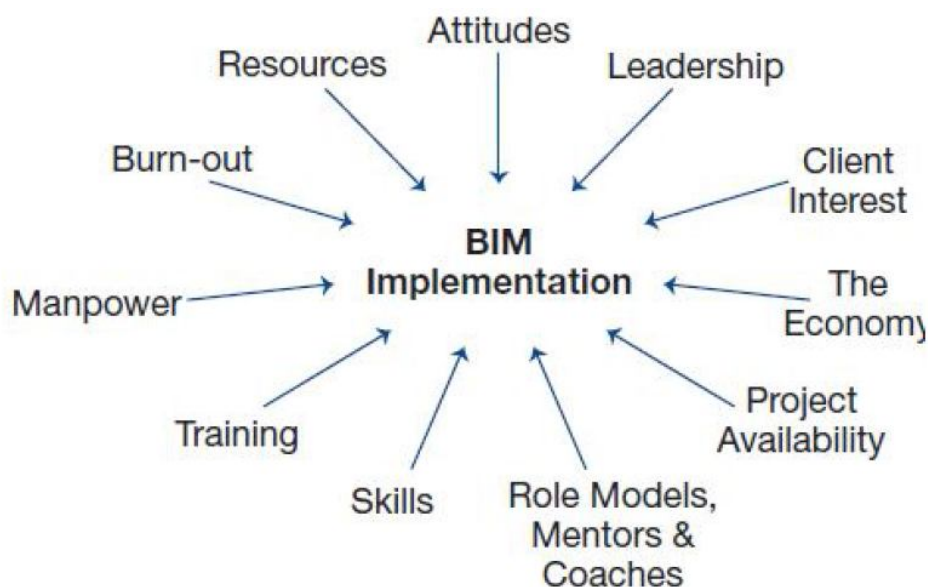 Attitudes
Resources
Leadership
Burn-out
Client
Interest
BIM
Implementation
Manpower
The
Economy
Training
Project
Availability
Skills
Role Models,
Mentors &
Coaches